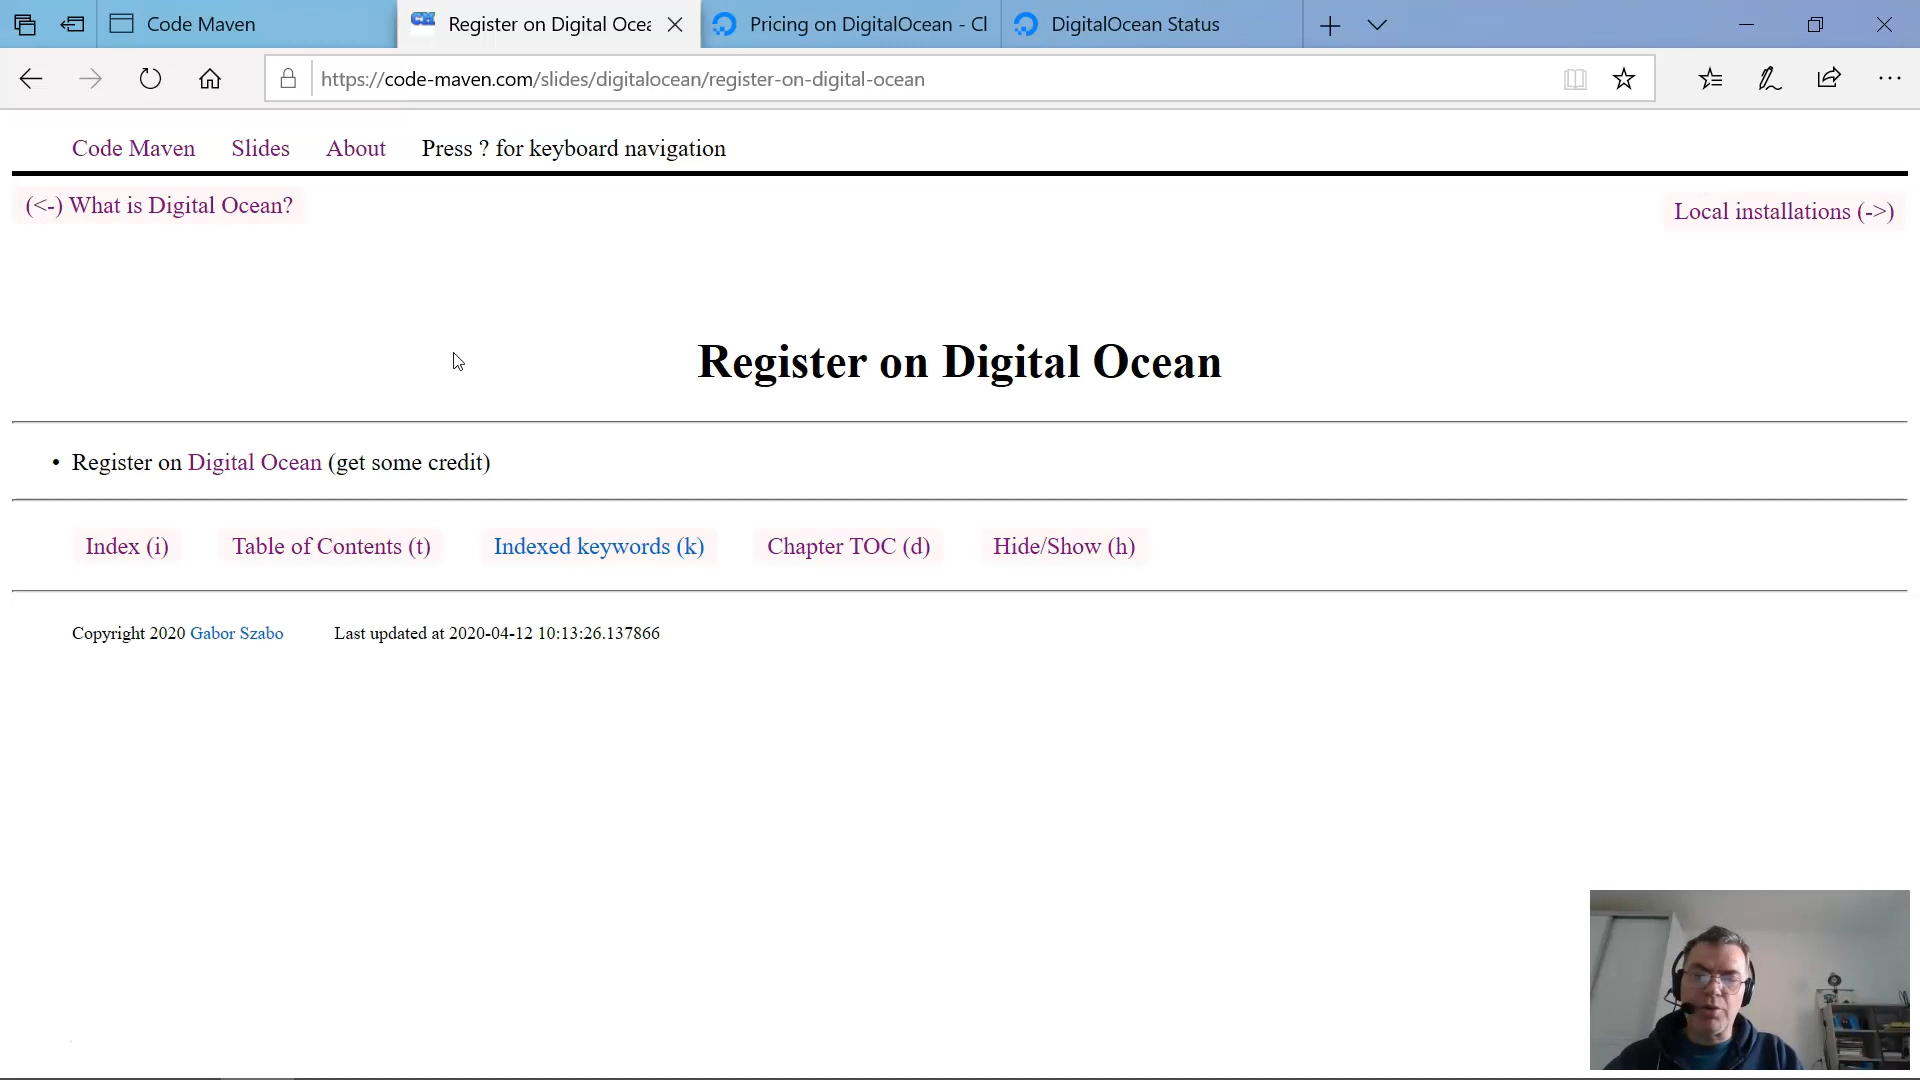 Code Maven
Register on Digital Ocea
Pricing on DigitalOcean - Cl
DigitalOcean Status
https://code-maven.com/slides/digitalocean/register-on-digital-ocean
Code Maven Slides About Press ? for keyboard navigation
(<-) What is Digital Ocean?
Local installations (->)
Register on Digital Ocean
• Register on Digital Ocean (get some credit)
Index (i) Table of Contents (t) Indexed keywords (k) Chapter TOC (d) Hide/Show (h)
Copyright 2020 Gabor Szabo Last updated at 2020-04-12 10:13:26.137866